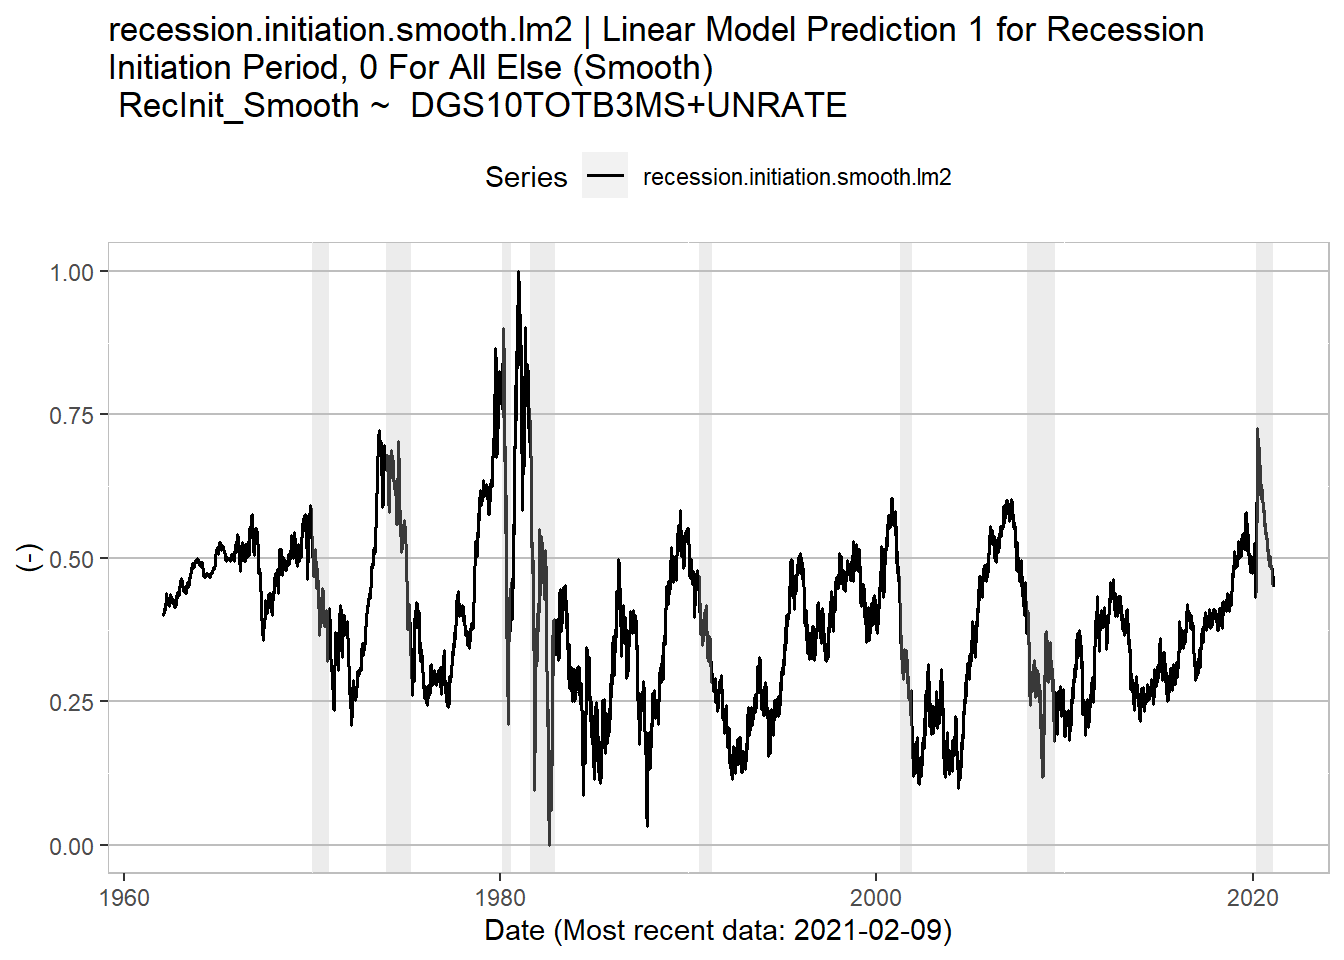 recession.initiation.smooth.lm2 | Linear Model Prediction 1 for Recession
Initiation Period, 0 For All Else (Smooth)
RecInit_Smooth ~  DGS10TOTB3MS+UNRATE
Series recession.initiation.smooth.lm2
1.00
0.75
0.50
0.25
0.00
(-)
1960 1980 2000 2020
Date (Most recent data: 2021-02-09)